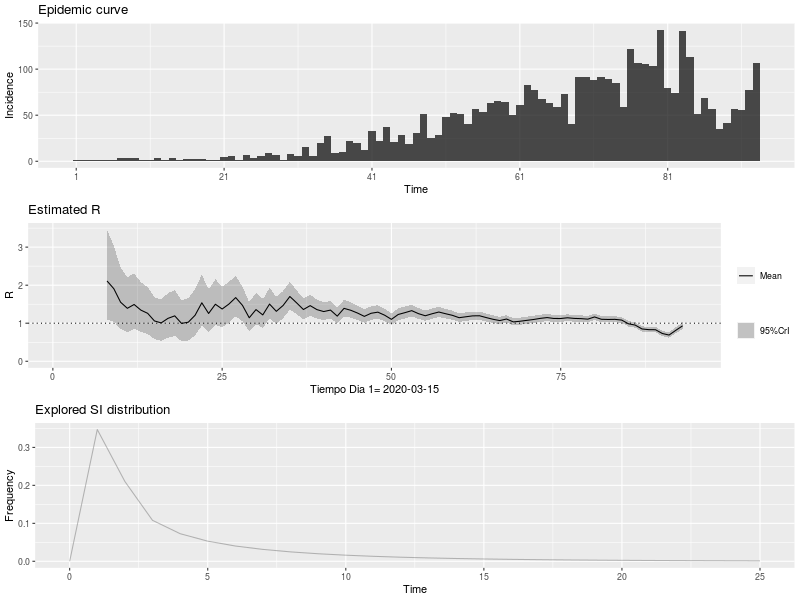 Epidemic curve
150
100
50
0
Incidence
1 21 41 61 81
Time
Estimated R
3
2
1
0
R
Mean
95%CrI
0 25 50 75
Tiempo Dia 1= 2020-03-15
Explored SI distribution
0.3
0.2
0.1
0.0
Frequency
0 5 10 15 20 25
Time